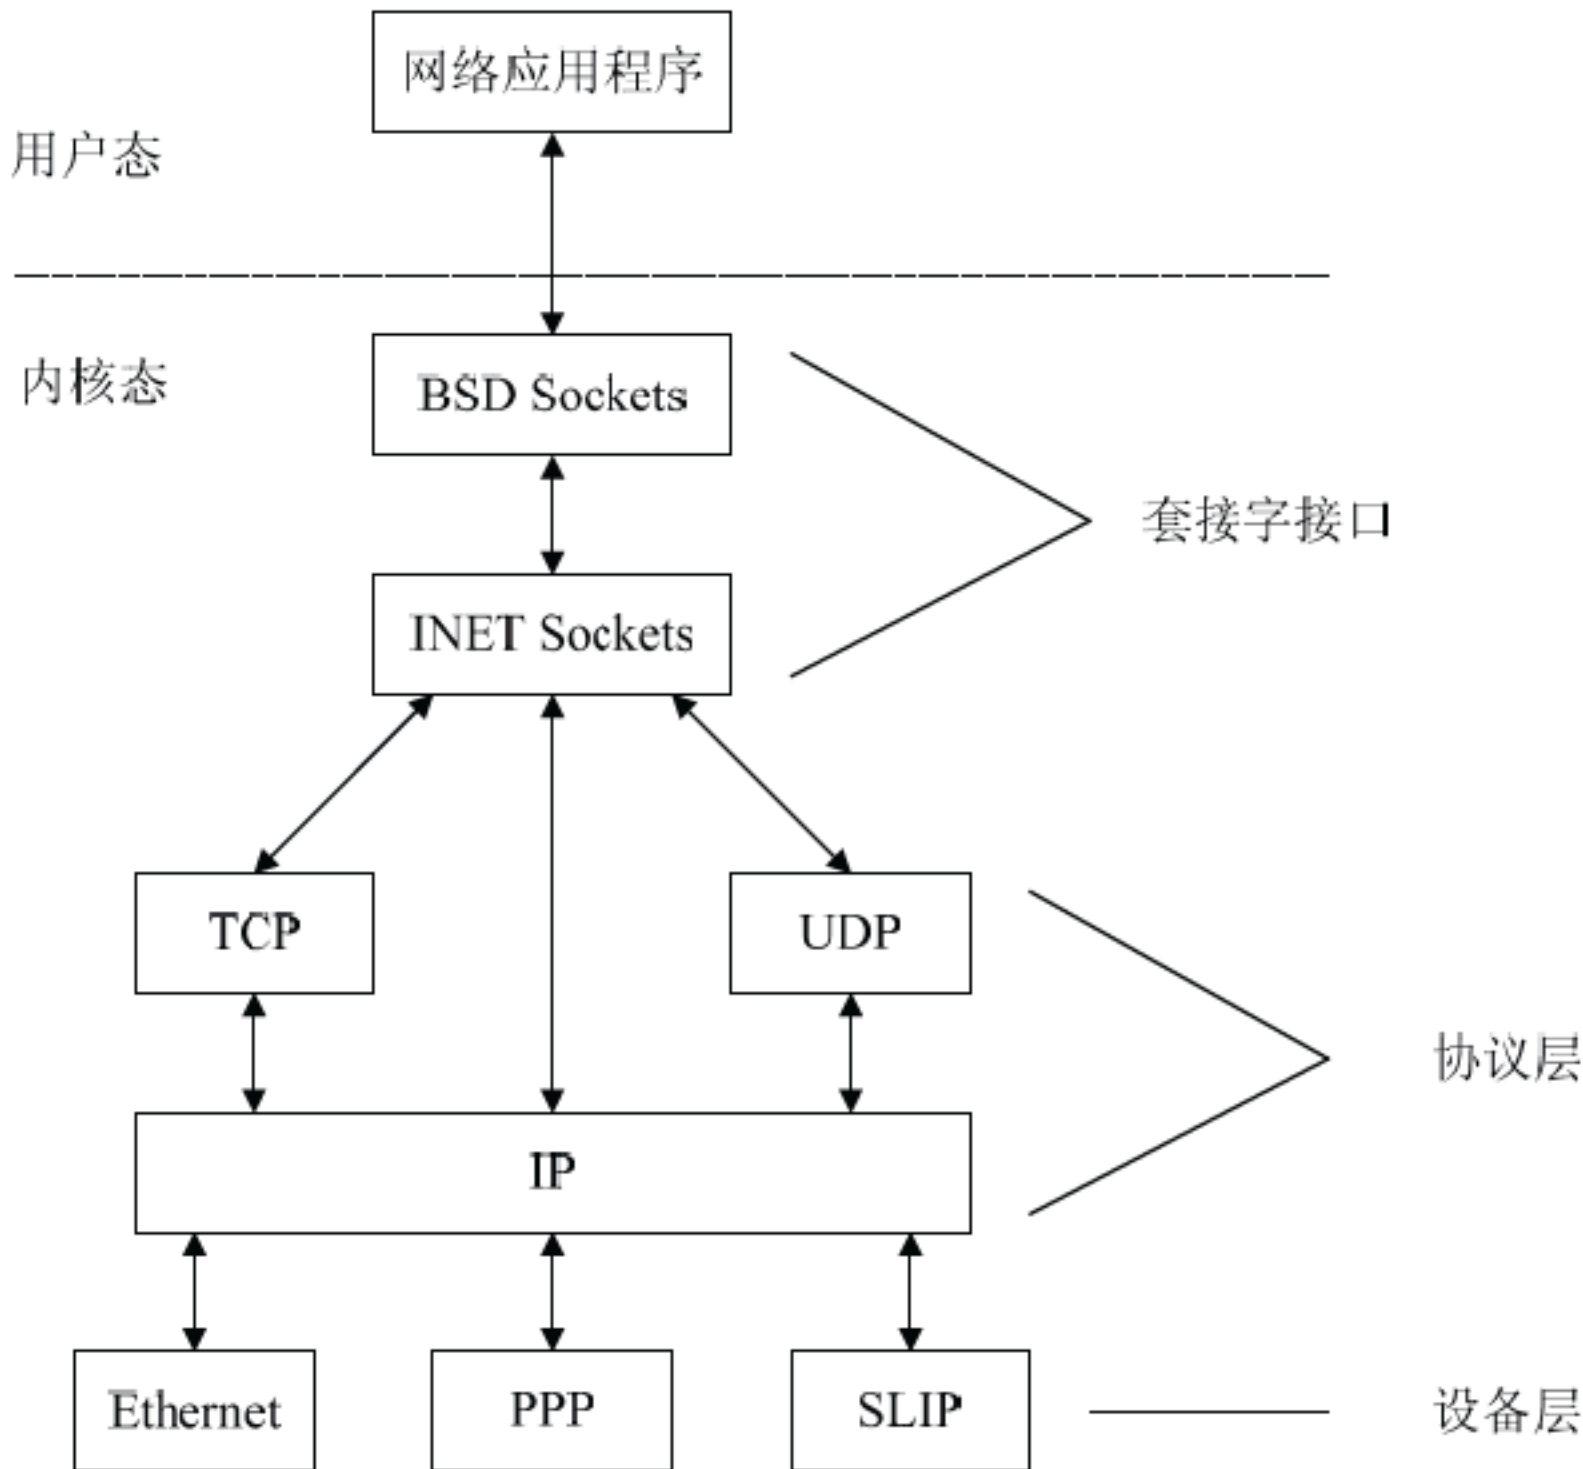 网络应用程序
用户态
内核态
BSD Sockets
套接字接口
INET Sockets
TCP
UDP
协议层
IP
Ethernet
PPP
SLIP
设备层